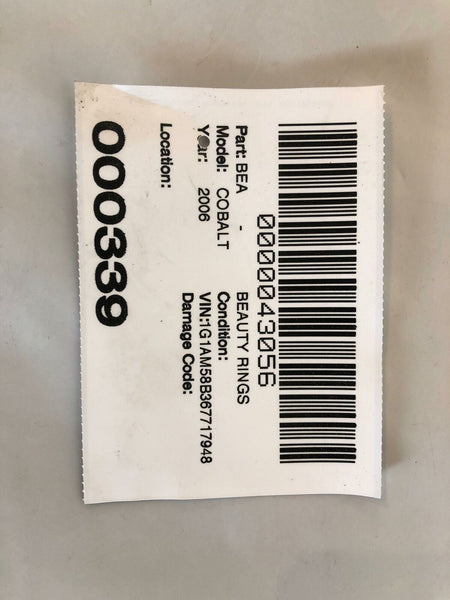 0000043056
Part: BEA - BEAUTY RINGS
Model: COBALT Condition:
Year: 2006 VIN:1G1AM58B367717948
Damage Code:
Location:
000339